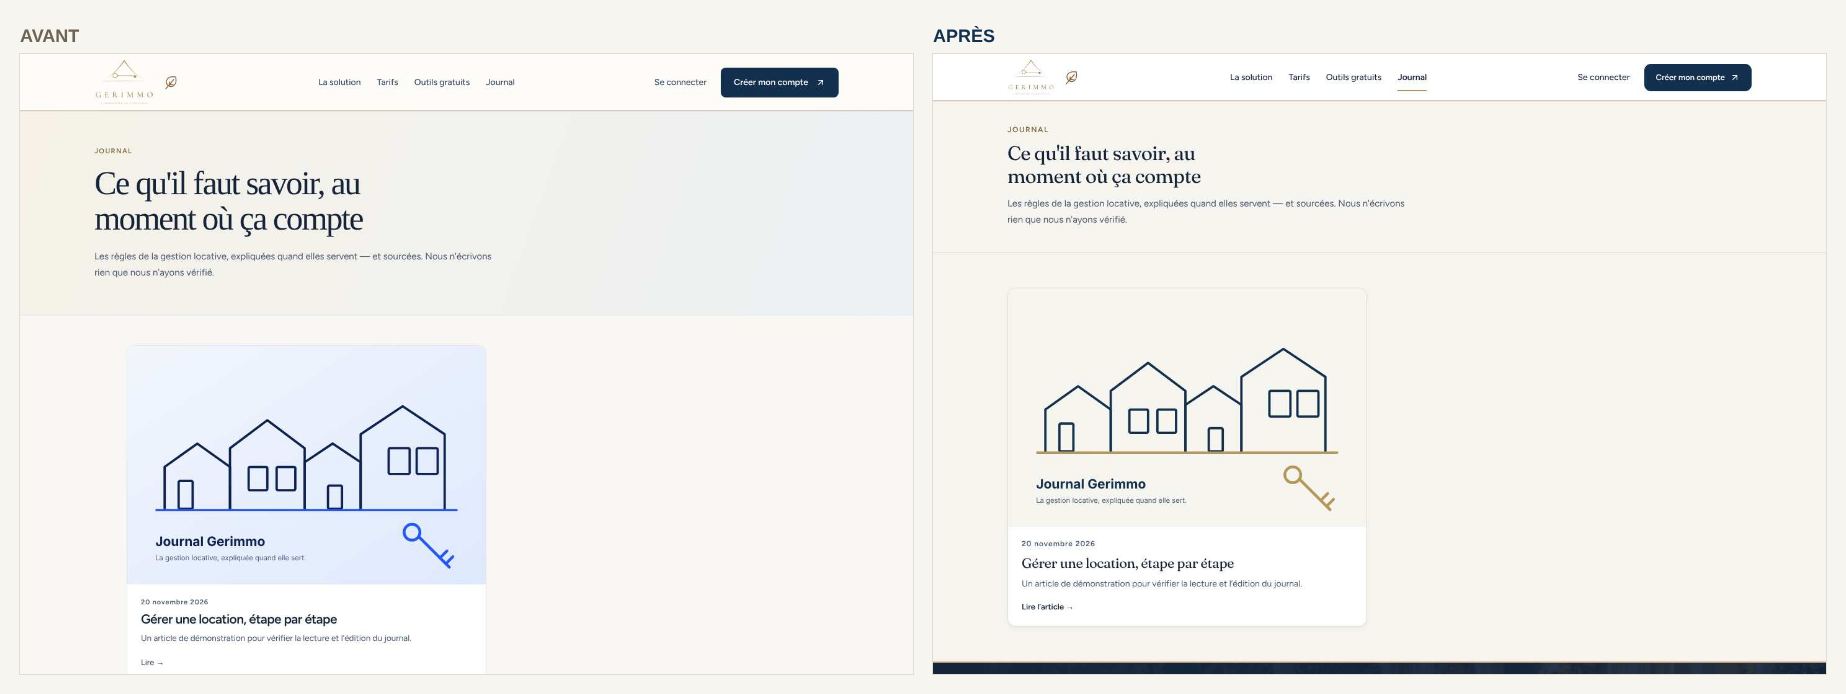 AVANT
GERIMMO
La solution Tarifs Outils gratuits Journal
Se connecter
Créer mon compte ↗
JOURNAL
Ce qu'il faut savoir, au
moment où ça compte
Les règles de la gestion locative, expliquées quand elles servent — et sourcées. Nous n'écrivons
rien que nous n'ayons vérifié.
Journal Gerimmo
La gestion locative, expliquée quand elle sert.
20 novembre 2026
Gérer une location, étape par étape
Un article de démonstration pour vérifier la lecture et l'édition du journal.
Lire →
APRÈS
GERIMMO
La solution Tarifs Outils gratuits Journal
Se connecter
Créer mon compte ↗
JOURNAL
Ce qu'il faut savoir, au
moment où ça compte
Les règles de la gestion locative, expliquées quand elles servent — et sourcées. Nous n'écrivons
rien que nous n'ayons vérifié.
Journal Gerimmo
La gestion locative, expliquée quand elle sert.
20 novembre 2026
Gérer une location, étape par étape
Un article de démonstration pour vérifier la lecture et l'édition du journal.
Lire l'article →